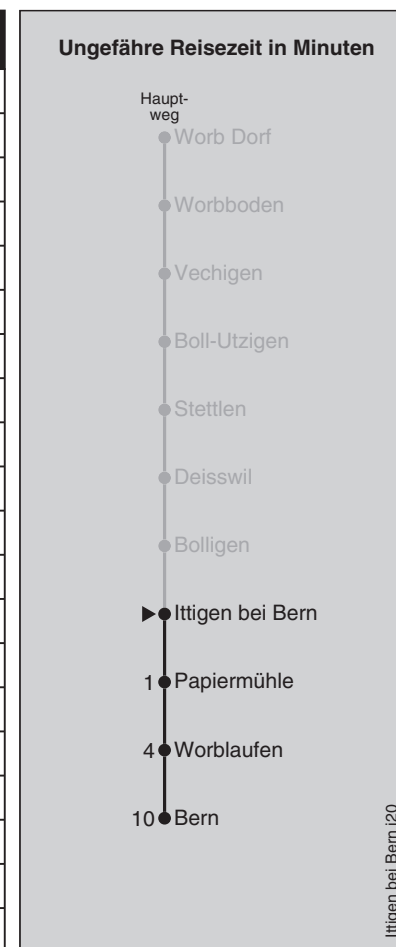 Ungefähre Reisezeit in Minuten
Haupt-
weg
Worb Dorf
Worbboden
Vechigen
Boll-Utzigen
Stettlen
Deisswil
Bolligen
Ittigen bei Bern
1 Papiermühle
4 Worblaufen
10 Bern
Ittigen bei Bern j20